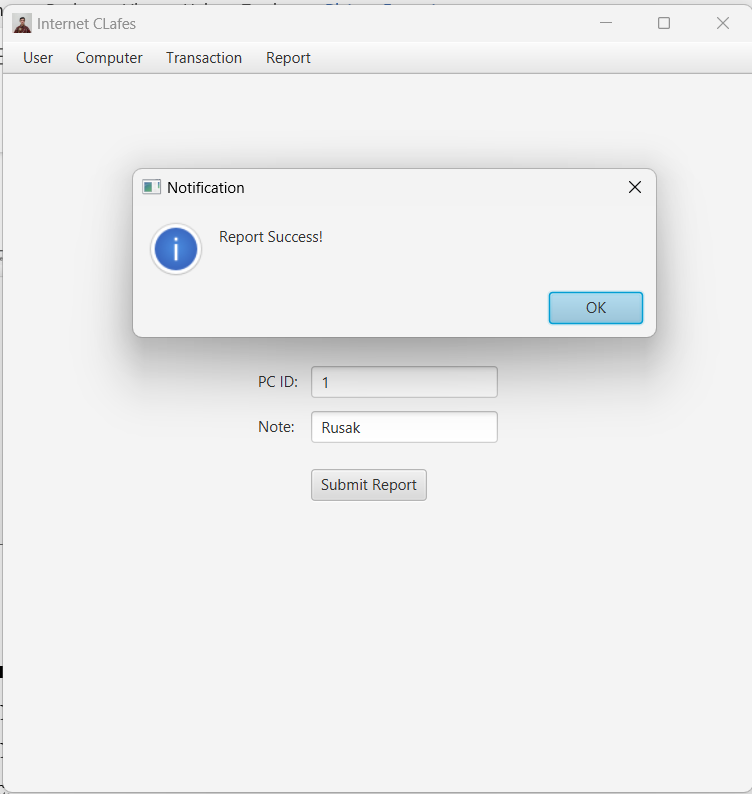 Internet CLafes
User Computer Transaction Report
Notification
Report Success!
OK
PC ID: 1
Note: Rusak
Submit Report